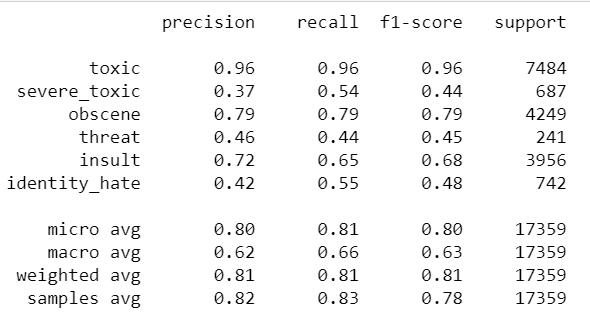 precision recall f1-score support
toxic 0.96 0.96 0.96 7484
severe_toxic 0.37 0.54 0.44 687
obscene 0.79 0.79 0.79 4249
threat 0.46 0.44 0.45 241
insult 0.72 0.65 0.68 3956
identity_hate 0.42 0.55 0.48 742
micro avg 0.80 0.81 0.80 17359
macro avg 0.62 0.66 0.63 17359
weighted avg 0.81 0.81 0.81 17359
samples avg 0.82 0.83 0.78 17359